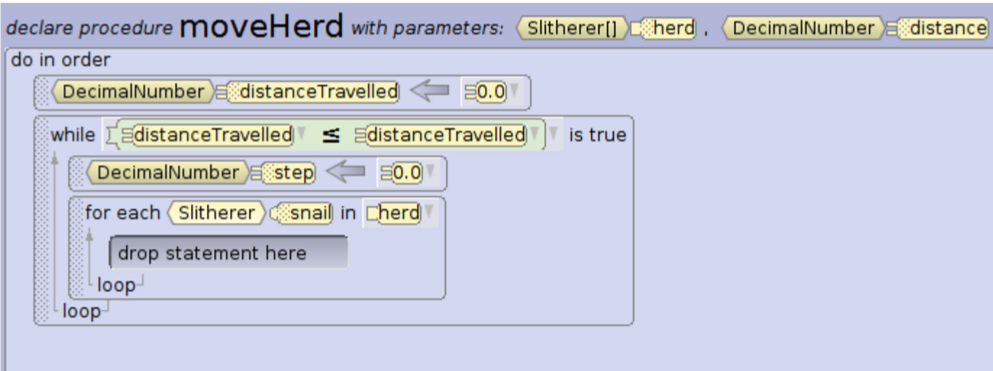 declare procedure moveHerd with parameters: Slitherer[] herd , DecimalNumber distance
do in order
DecimalNumber distanceTravelled 0.0
while distanceTravelled ≤ distanceTravelled is true
DecimalNumber step 0.0
for each Slitherer snail in herd
drop statement here
loop
loop